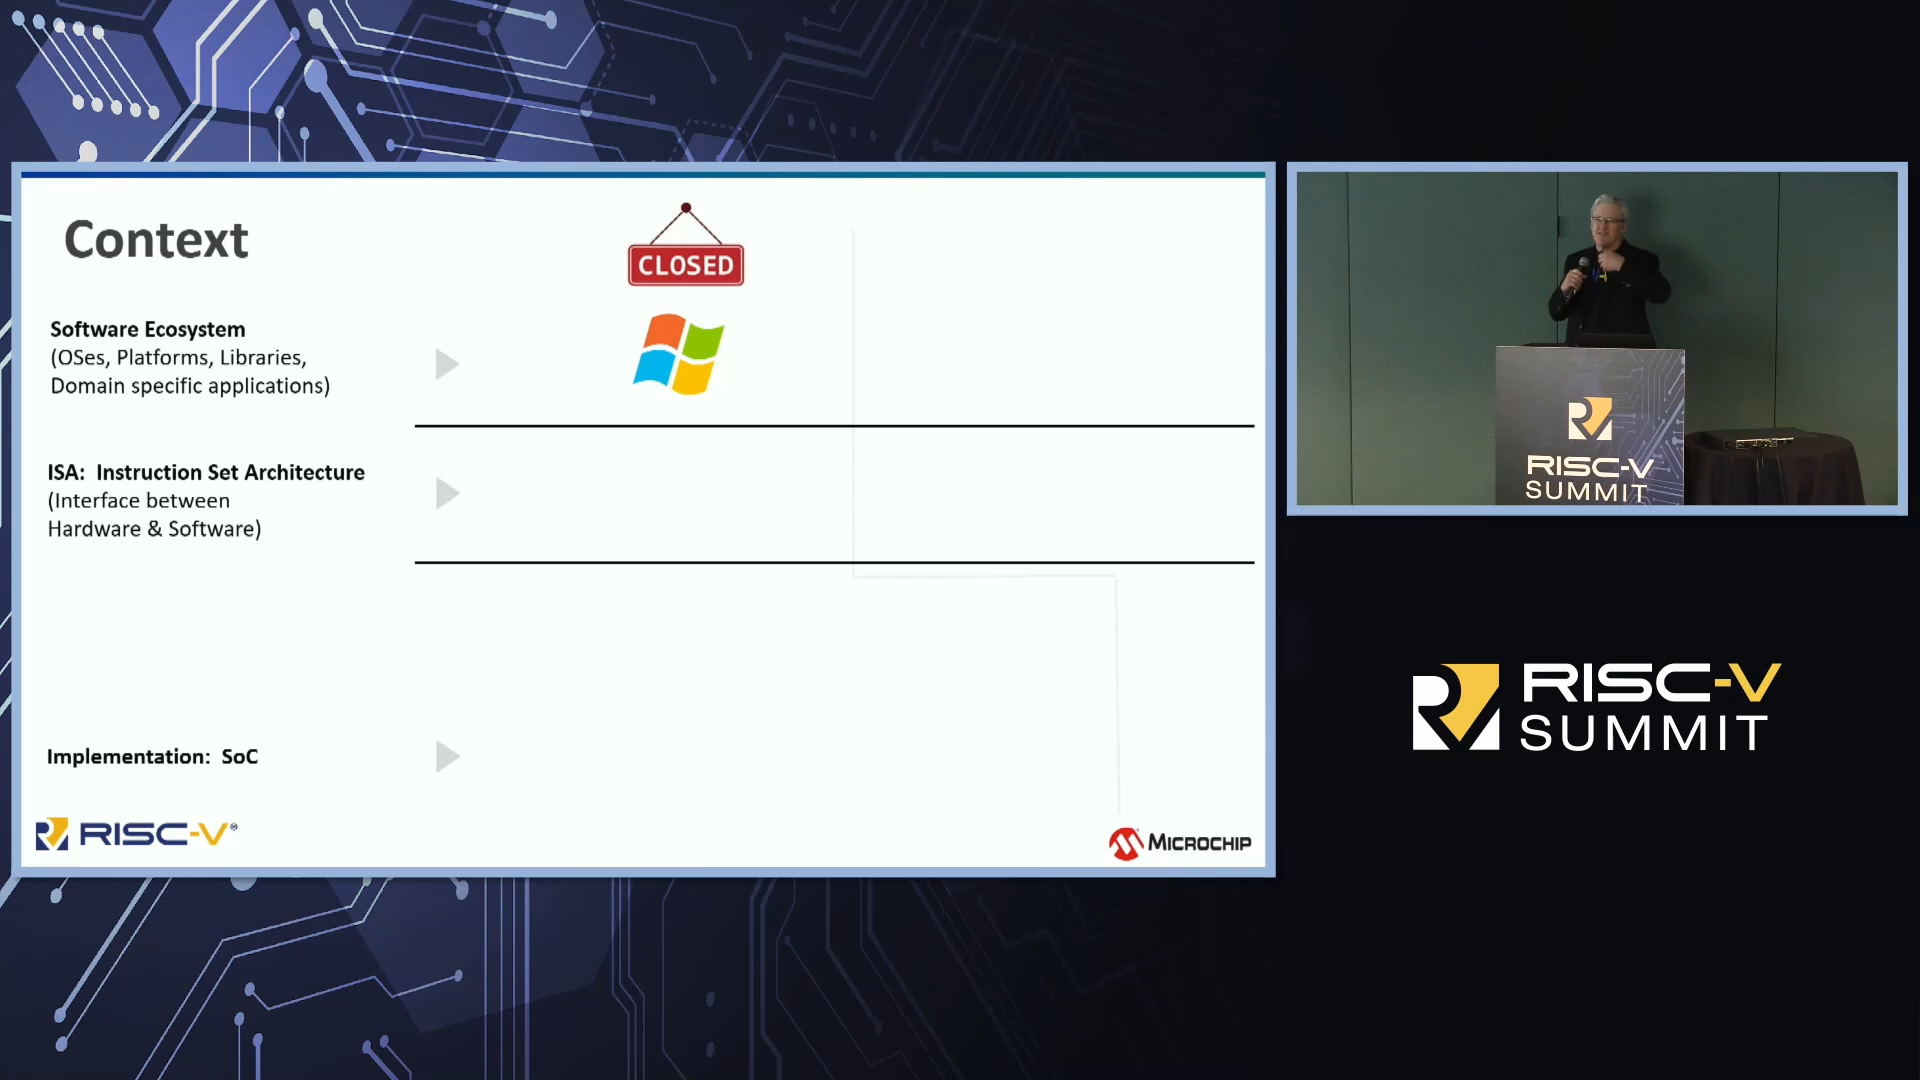 Context
CLOSED
Software Ecosystem
(OSes, Platforms, Libraries,
Domain specific applications)
ISA:  Instruction Set Architecture
(Interface between
Hardware & Software)
Implementation:  SoC
RISC-V®
MICROCHIP
RISC-V
SUMMIT
RISC-V
SUMMIT